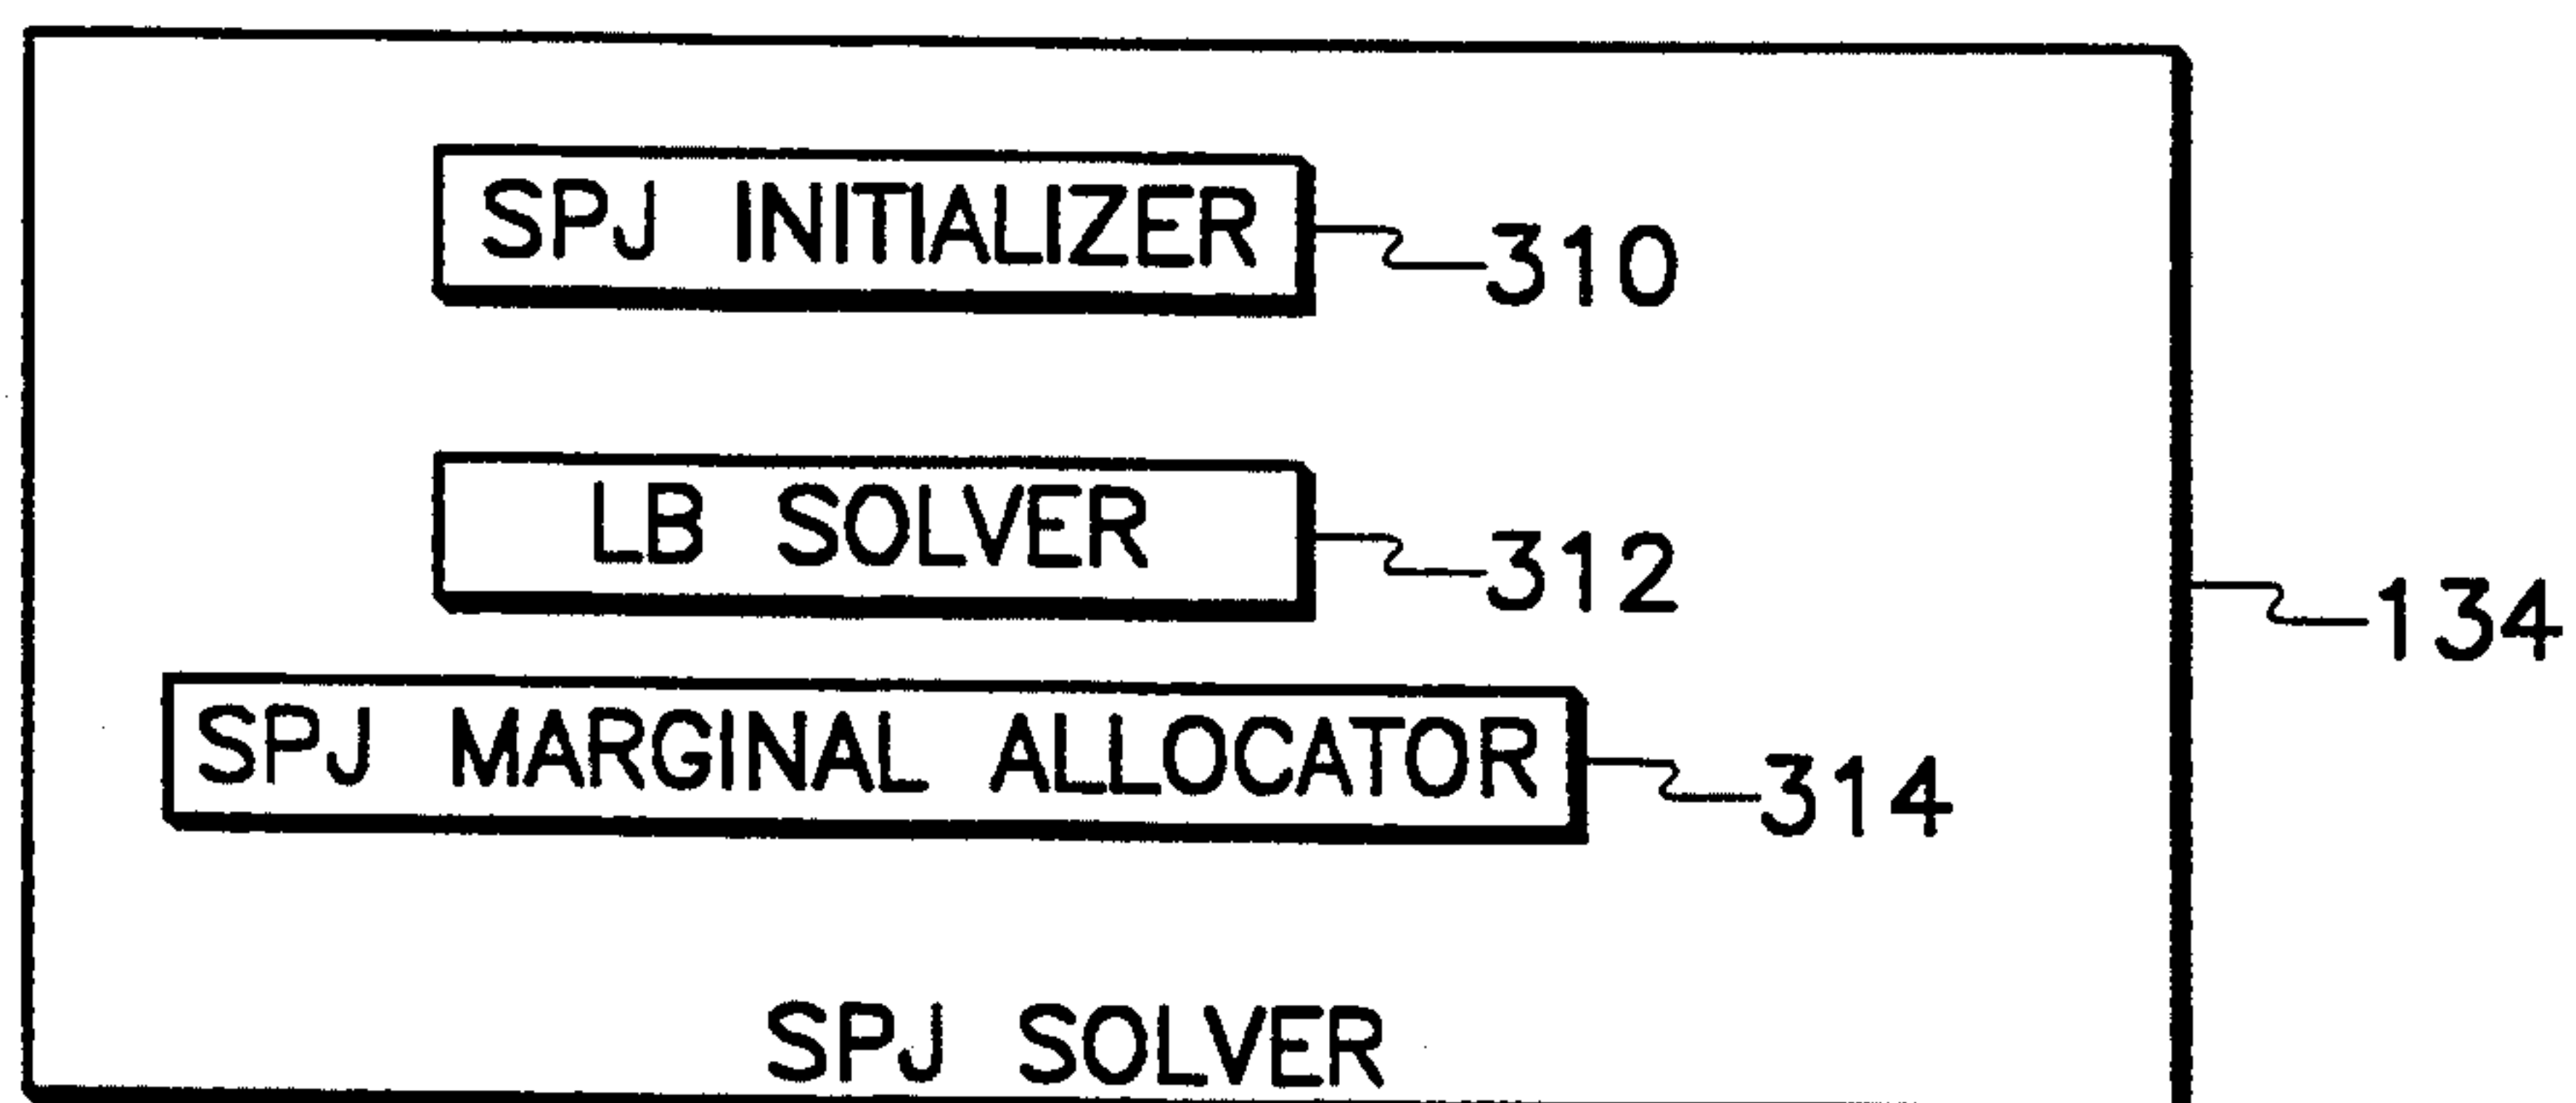 SPJ INITIALIZER 310
LB SOLVER 312
134
SPJ MARGINAL ALLOCATOR 314
SPJ SOLVER